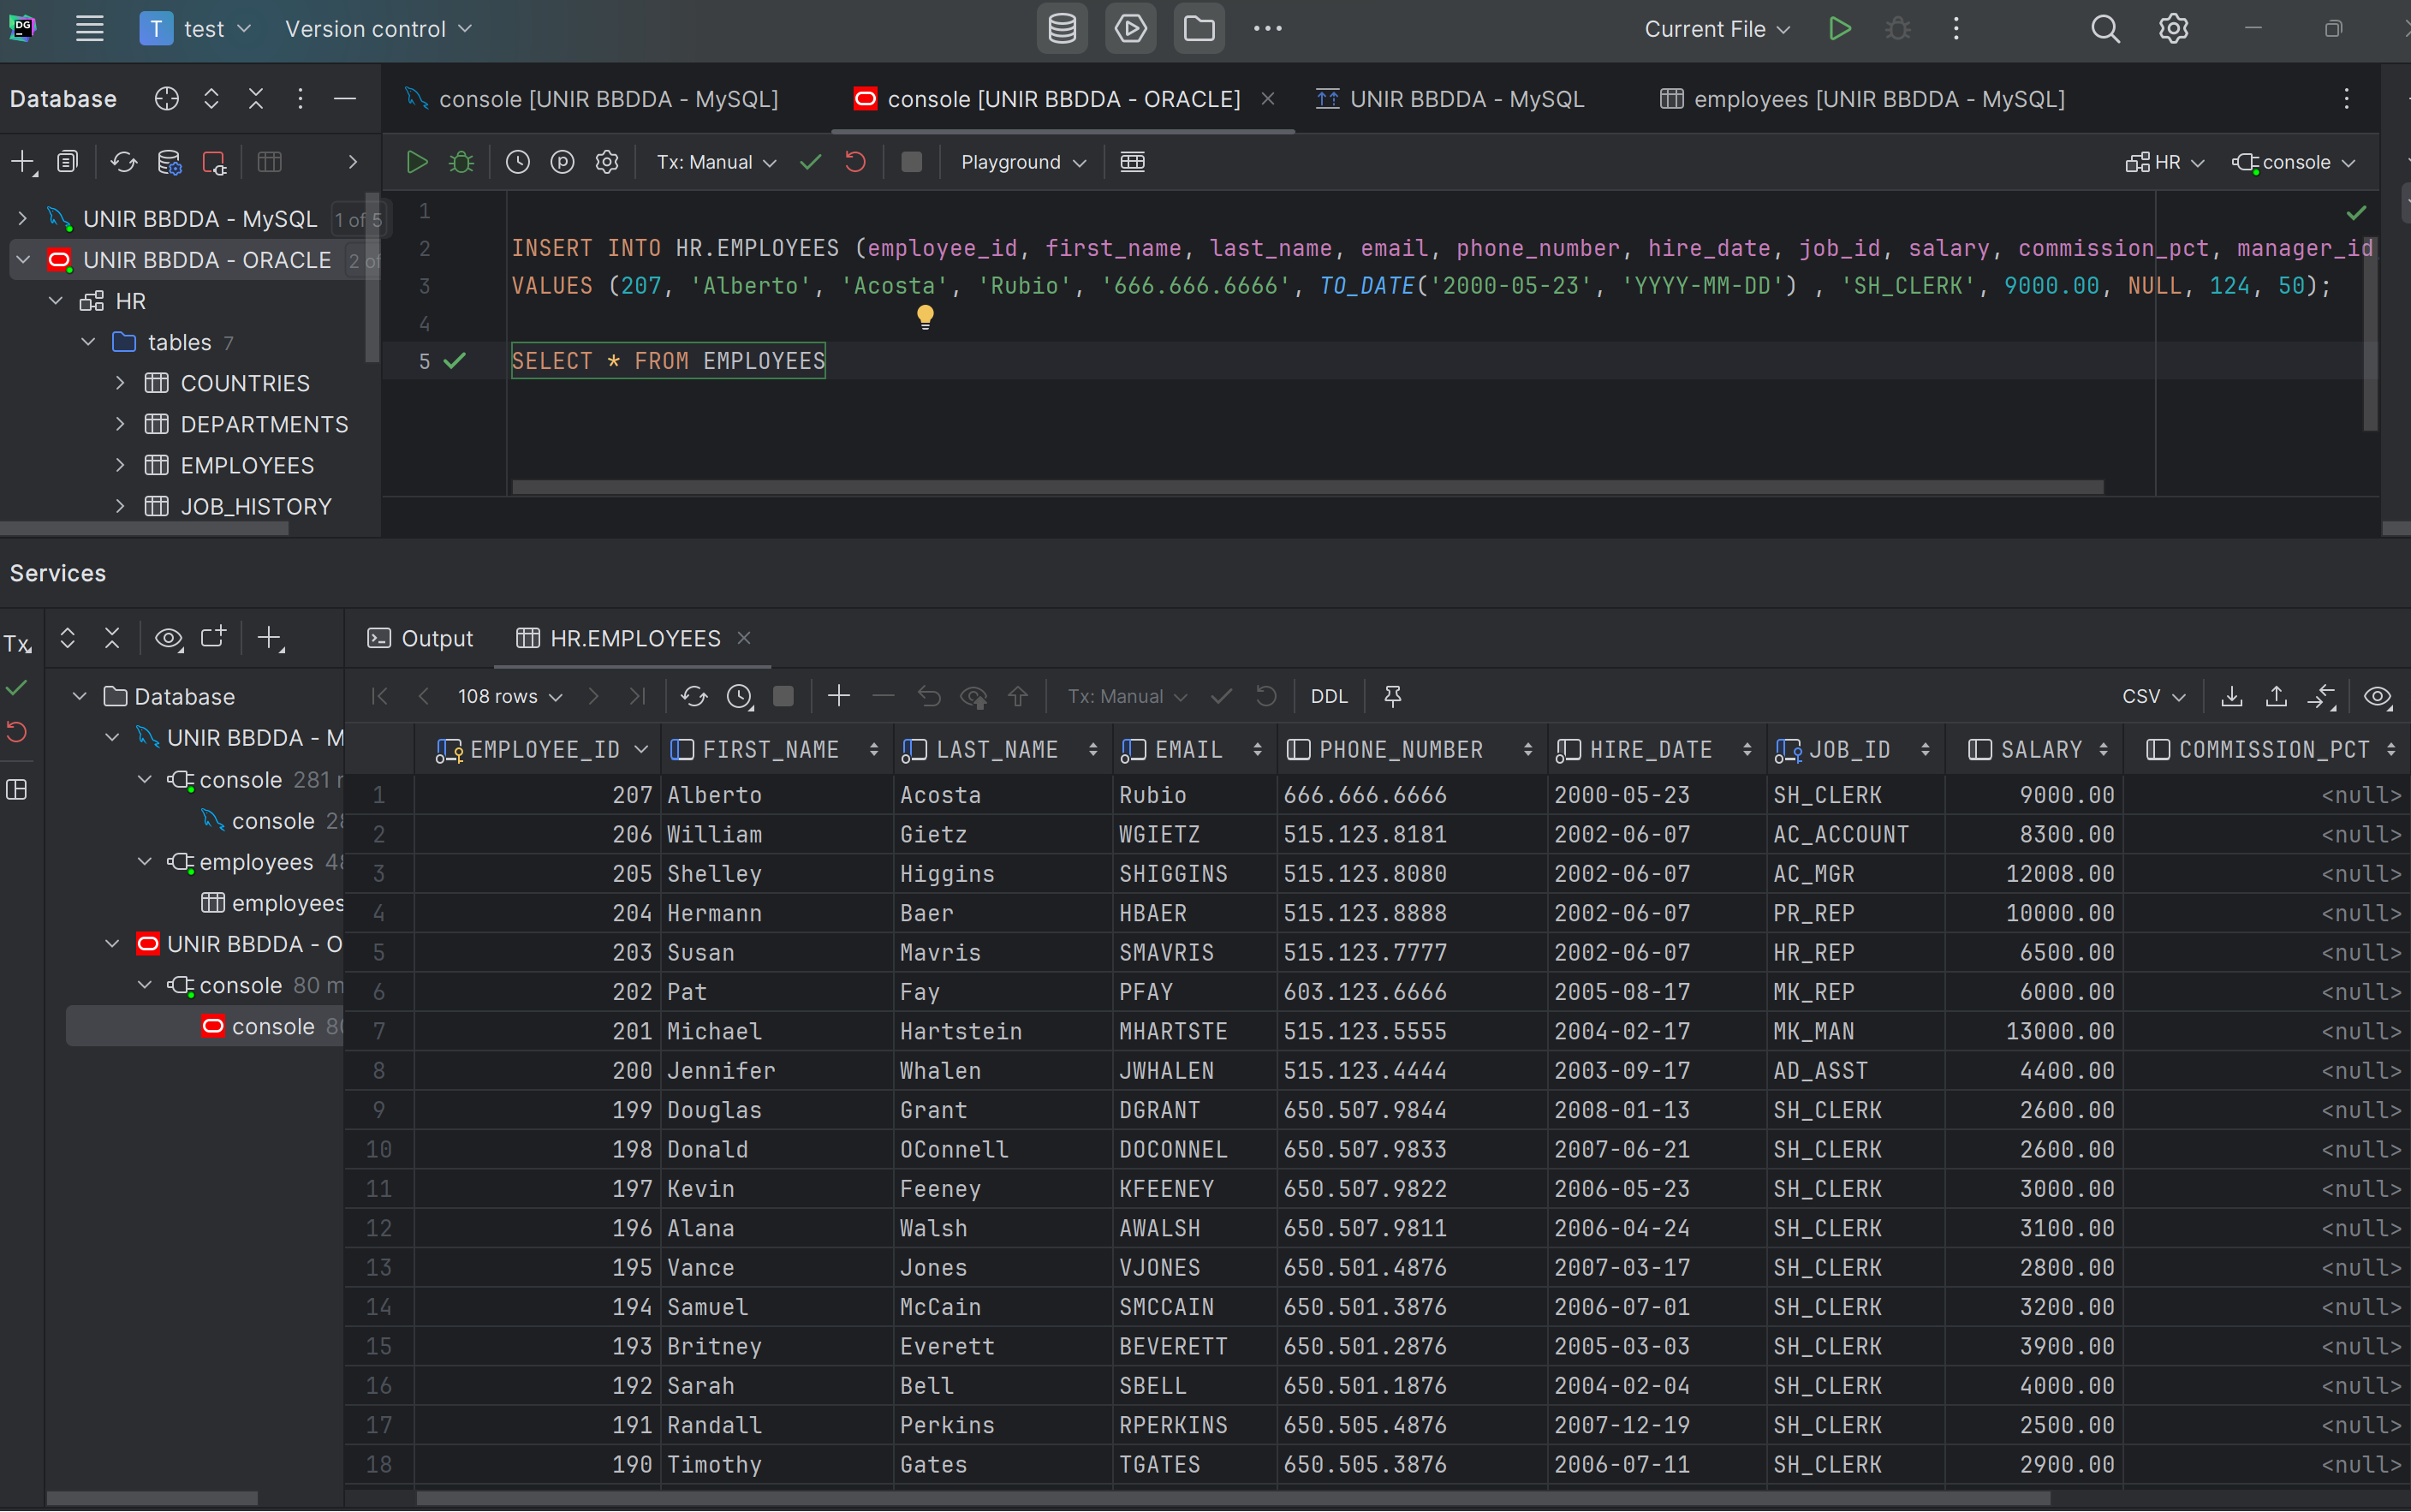 DG
T test Version control Current File
Database
console [UNIR BBDDA - MySQL] console [UNIR BBDDA - ORACLE] UNIR BBDDA - MySQL employees [UNIR BBDDA - MySQL]
Tx: Manual Playground HR console
UNIR BBDDA - MySQL 1 of 5
UNIR BBDDA - ORACLE 2 of
HR
tables 7
COUNTRIES
DEPARTMENTS
EMPLOYEES
JOB_HISTORY
1
2 INSERT INTO HR.EMPLOYEES (employee_id, first_name, last_name, email, phone_number, hire_date, job_id, salary, commission_pct, manager_id
3 VALUES (207, 'Alberto', 'Acosta', 'Rubio', '666.666.6666', TO_DATE('2000-05-23', 'YYYY-MM-DD') , 'SH_CLERK', 9000.00, NULL, 124, 50);
4
5 SELECT * FROM EMPLOYEES
Services
Tx
Output HR.EMPLOYEES
Database
UNIR BBDDA - M
console 281
console
employees
employees
UNIR BBDDA - O
console 80 m
console
108 rows Tx: Manual DDL CSV
EMPLOYEE_ID FIRST_NAME LAST_NAME EMAIL PHONE_NUMBER HIRE_DATE JOB_ID SALARY COMMISSION_PCT
1 207 Alberto Acosta Rubio 666.666.6666 2000-05-23 SH_CLERK 9000.00 <null>
2 206 William Gietz WGIETZ 515.123.8181 2002-06-07 AC_ACCOUNT 8300.00 <null>
3 205 Shelley Higgins SHIGGINS 515.123.8080 2002-06-07 AC_MGR 12008.00 <null>
4 204 Hermann Baer HBAER 515.123.8888 2002-06-07 PR_REP 10000.00 <null>
5 203 Susan Mavris SMAVRIS 515.123.7777 2002-06-07 HR_REP 6500.00 <null>
6 202 Pat Fay PFAY 603.123.6666 2005-08-17 MK_REP 6000.00 <null>
7 201 Michael Hartstein MHARTSTE 515.123.5555 2004-02-17 MK_MAN 13000.00 <null>
8 200 Jennifer Whalen JWHALEN 515.123.4444 2003-09-17 AD_ASST 4400.00 <null>
9 199 Douglas Grant DGRANT 650.507.9844 2008-01-13 SH_CLERK 2600.00 <null>
10 198 Donald OConnell DOCONNEL 650.507.9833 2007-06-21 SH_CLERK 2600.00 <null>
11 197 Kevin Feeney KFEENEY 650.507.9822 2006-05-23 SH_CLERK 3000.00 <null>
12 196 Alana Walsh AWALSH 650.507.9811 2006-04-24 SH_CLERK 3100.00 <null>
13 195 Vance Jones VJONES 650.501.4876 2007-03-17 SH_CLERK 2800.00 <null>
14 194 Samuel McCain SMCCAIN 650.501.3876 2006-07-01 SH_CLERK 3200.00 <null>
15 193 Britney Everett BEVERETT 650.501.2876 2005-03-03 SH_CLERK 3900.00 <null>
16 192 Sarah Bell SBELL 650.501.1876 2004-02-04 SH_CLERK 4000.00 <null>
17 191 Randall Perkins RPERKINS 650.505.4876 2007-12-19 SH_CLERK 2500.00 <null>
18 190 Timothy Gates TGATES 650.505.3876 2006-07-11 SH_CLERK 2900.00 <null>